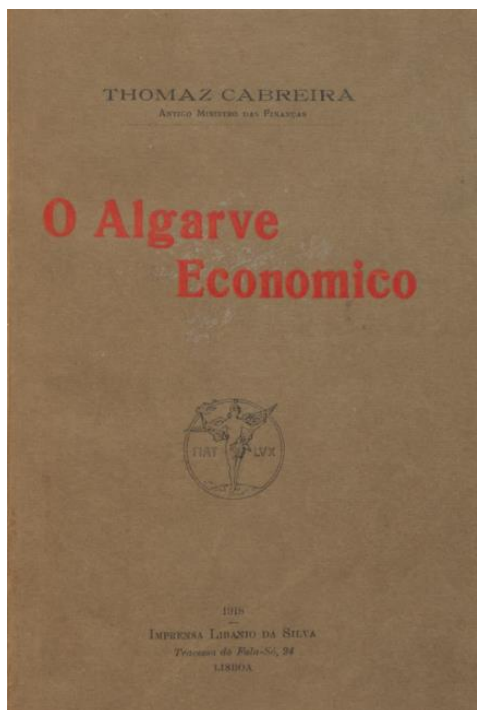 THOMAZ CABREIRA
ANTIGO MINISTRO DAS FINANÇAS
O Algarve
Economico
FIAT LVX
1918
IMPRENSA LIBANIO DA SILVA
Travessa do Fala-Só, 24
LISBOA